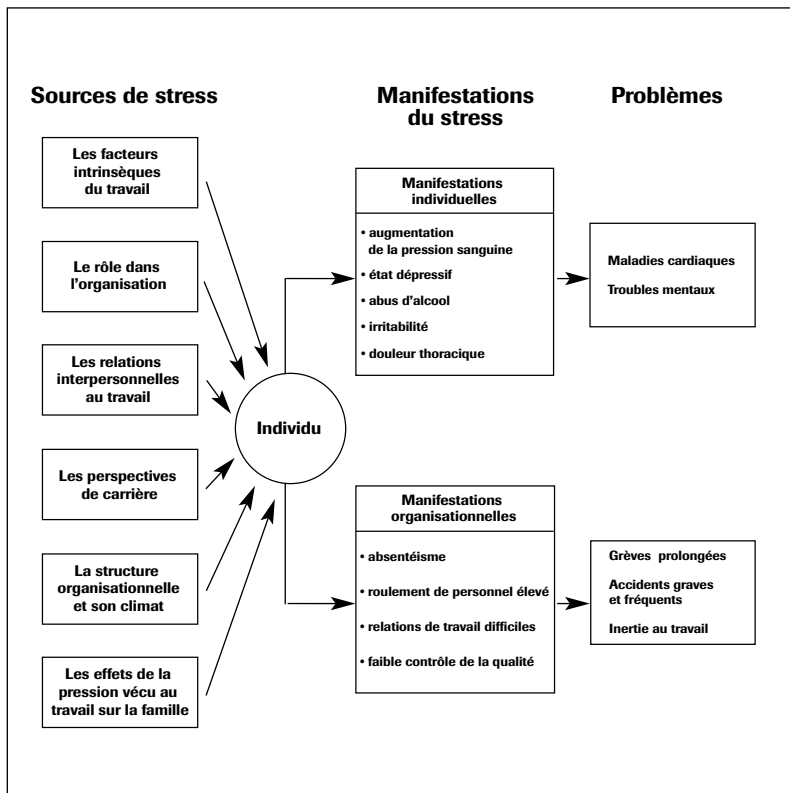 Sources de stress
Manifestations
du stress
Problèmes
Les facteurs
intrinsèques
du travail
Le rôle dans
l'organisation
Les relations
interpersonnelles
au travail
Les perspectives
de carrière
La structure
organisationnelle
et son climat
Les effets de la
pression vécu au
travail sur la famille
Individu
Manifestations
individuelles
• augmentation
de la pression sanguine
• état dépressif
• abus d'alcool
• irritabilité
• douleur thoracique
Maladies cardiaques
Troubles mentaux
Manifestations
organisationnelles
• absentéisme
• roulement de personnel élevé
• relations de travail difficiles
• faible contrôle de la qualité
Grèves prolongées
Accidents graves
et fréquents
Inertie au travail